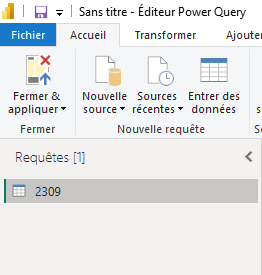 Sans titre - Éditeur Power Query
Fichier Accueil Transformer Ajouter
Fermer & appliquer
Nouvelle source
Sources récentes
Entrer des données
Fermer
Nouvelle requête
Requêtes [1]
2309